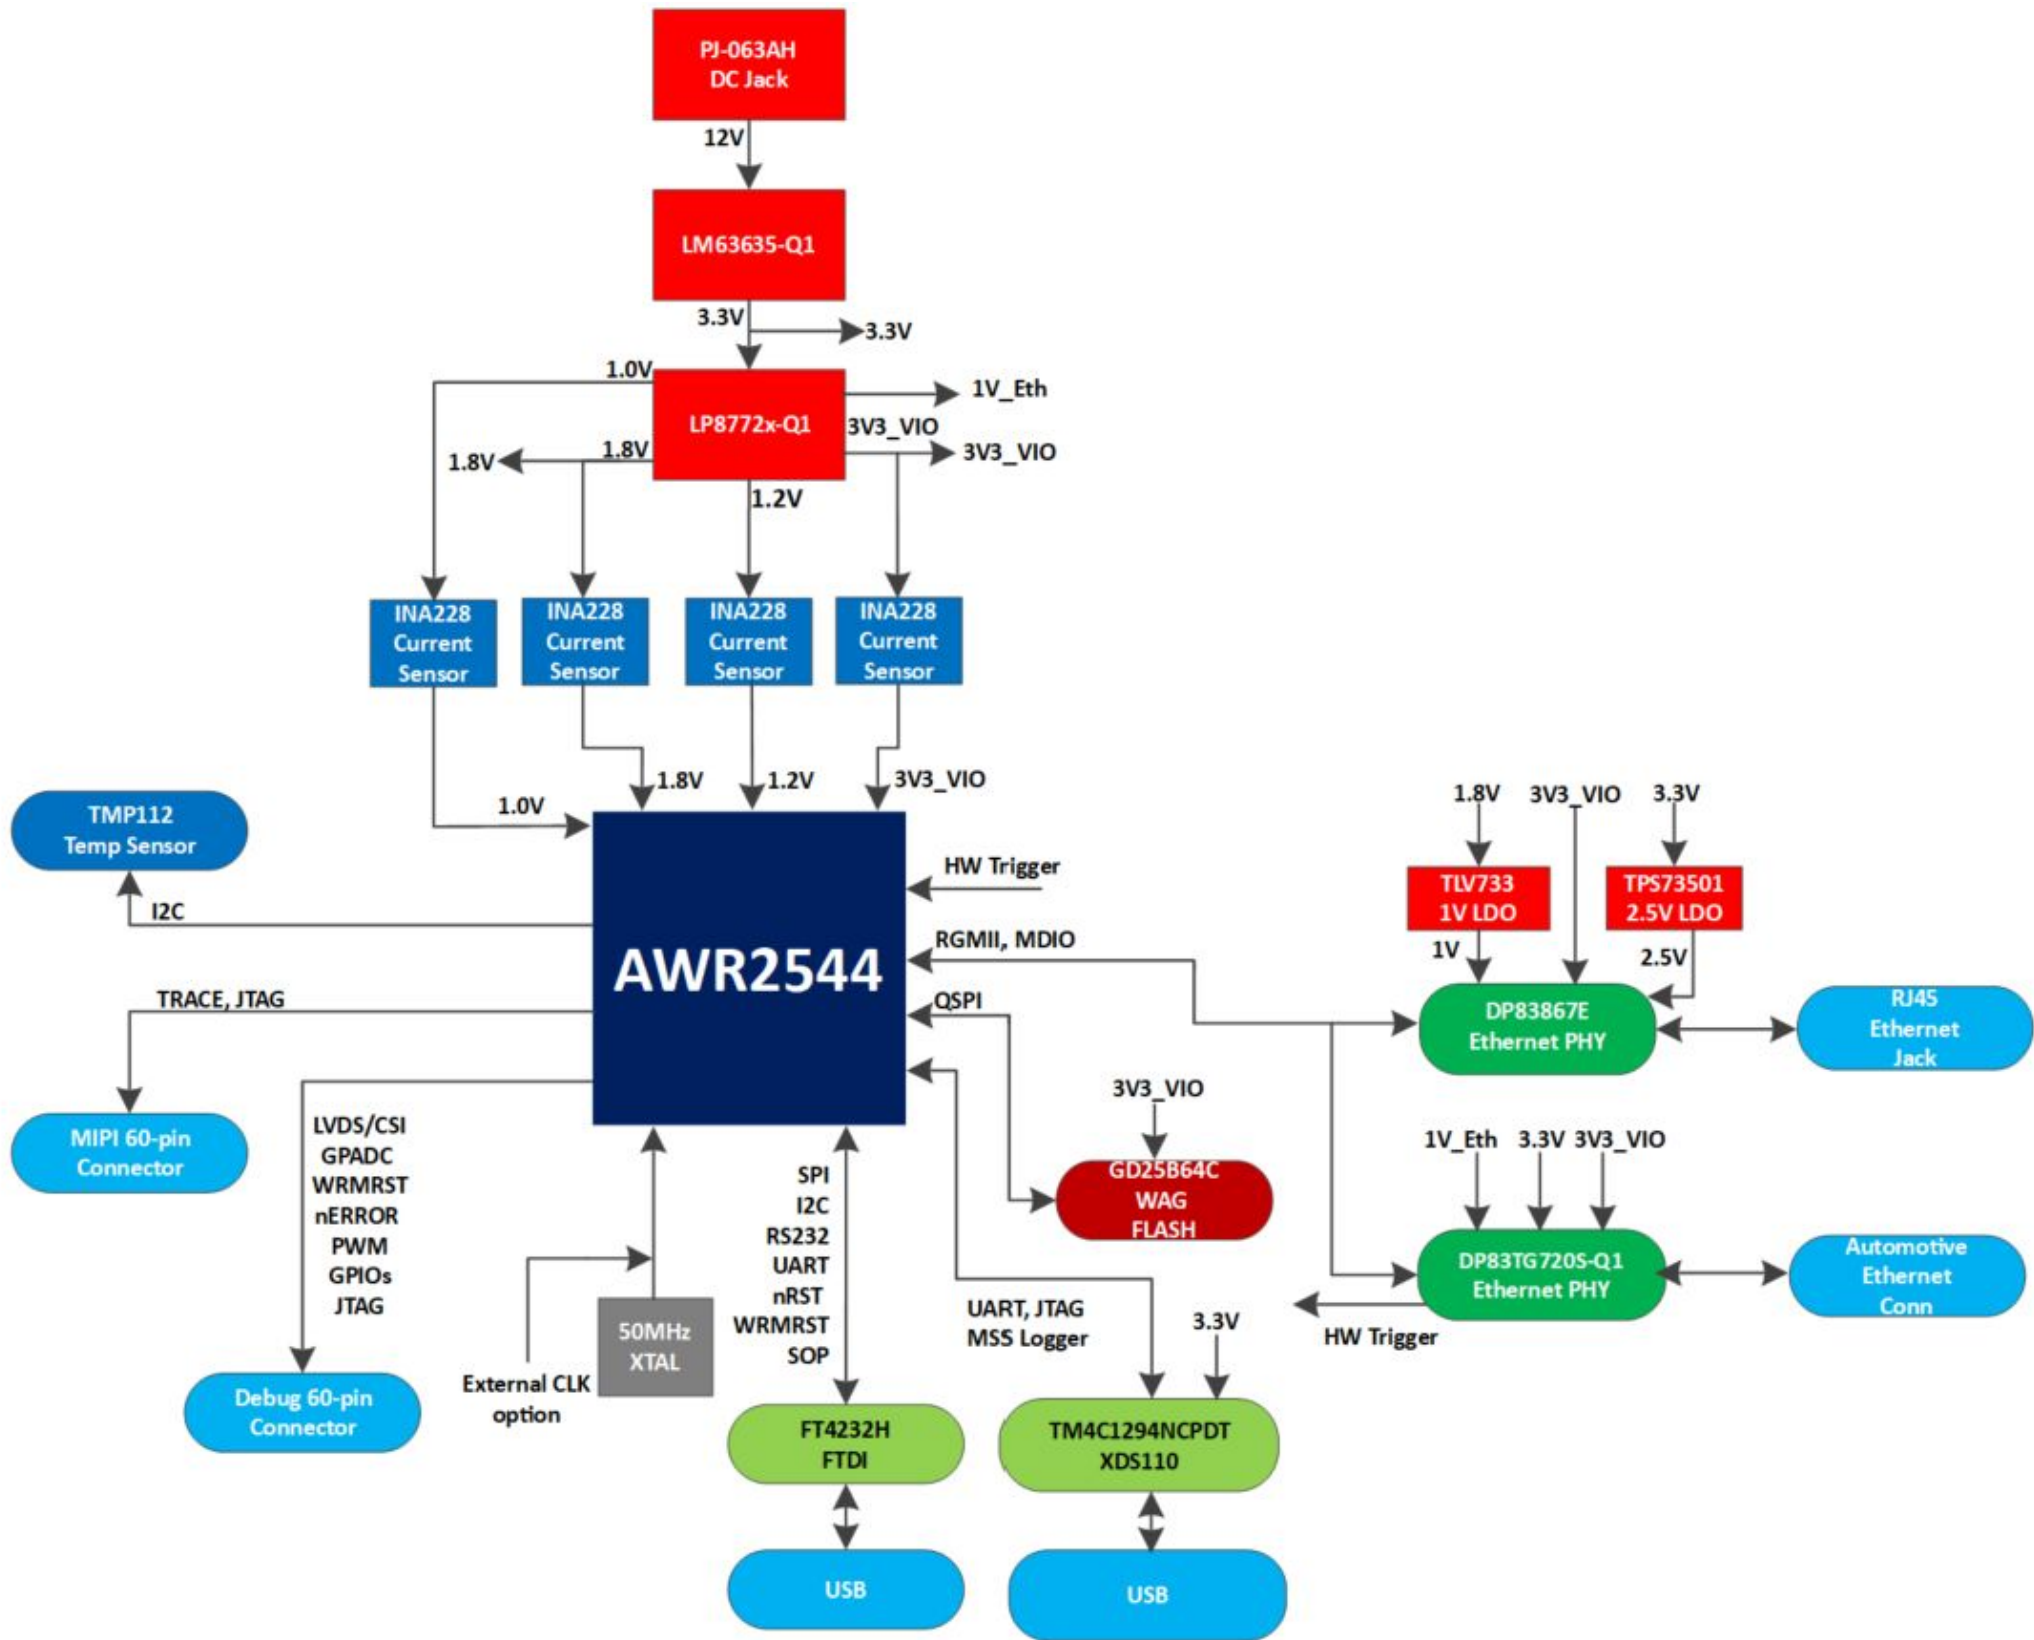 PJ-063AH
DC Jack
12V
LM63635-Q1
3.3V
3.3V
1.0V
1V_Eth
LP8772x-Q1
3V3_VIO
1.8V
1.8V
3V3_VIO
1.2V
INA228
Current
Sensor
INA228
Current
Sensor
INA228
Current
Sensor
INA228
Current
Sensor
1.8V
1.2V
3V3_VIO
1.0V
TMP112
Temp Sensor
I2C
TRACE, JTAG
MIPI 60-pin
Connector
AWR2544
HW Trigger
RGMII, MDIO
QSPI
1.8V
3V3_VIO
3.3V
TLV733
1V LDO
TPS73501
2.5V LDO
1V
2.5V
DP83867E
Ethernet PHY
RJ45
Ethernet
Jack
3V3_VIO
GD25B64C
WAG
FLASH
1V_Eth
3.3V
3V3_VIO
DP83TG720S-Q1
Ethernet PHY
Automotive
Ethernet
Conn
HW Trigger
LVDS/CSI
GPADC
WRMRST
nERROR
PWM
GPIOs
JTAG
Debug 60-pin
Connector
External CLK
option
50MHz
XTAL
SPI
I2C
RS232
UART
nRST
WRMRST
SOP
UART, JTAG
MSS Logger
3.3V
FT4232H
FTDI
TM4C1294NCPDT
XDS110
USB
USB